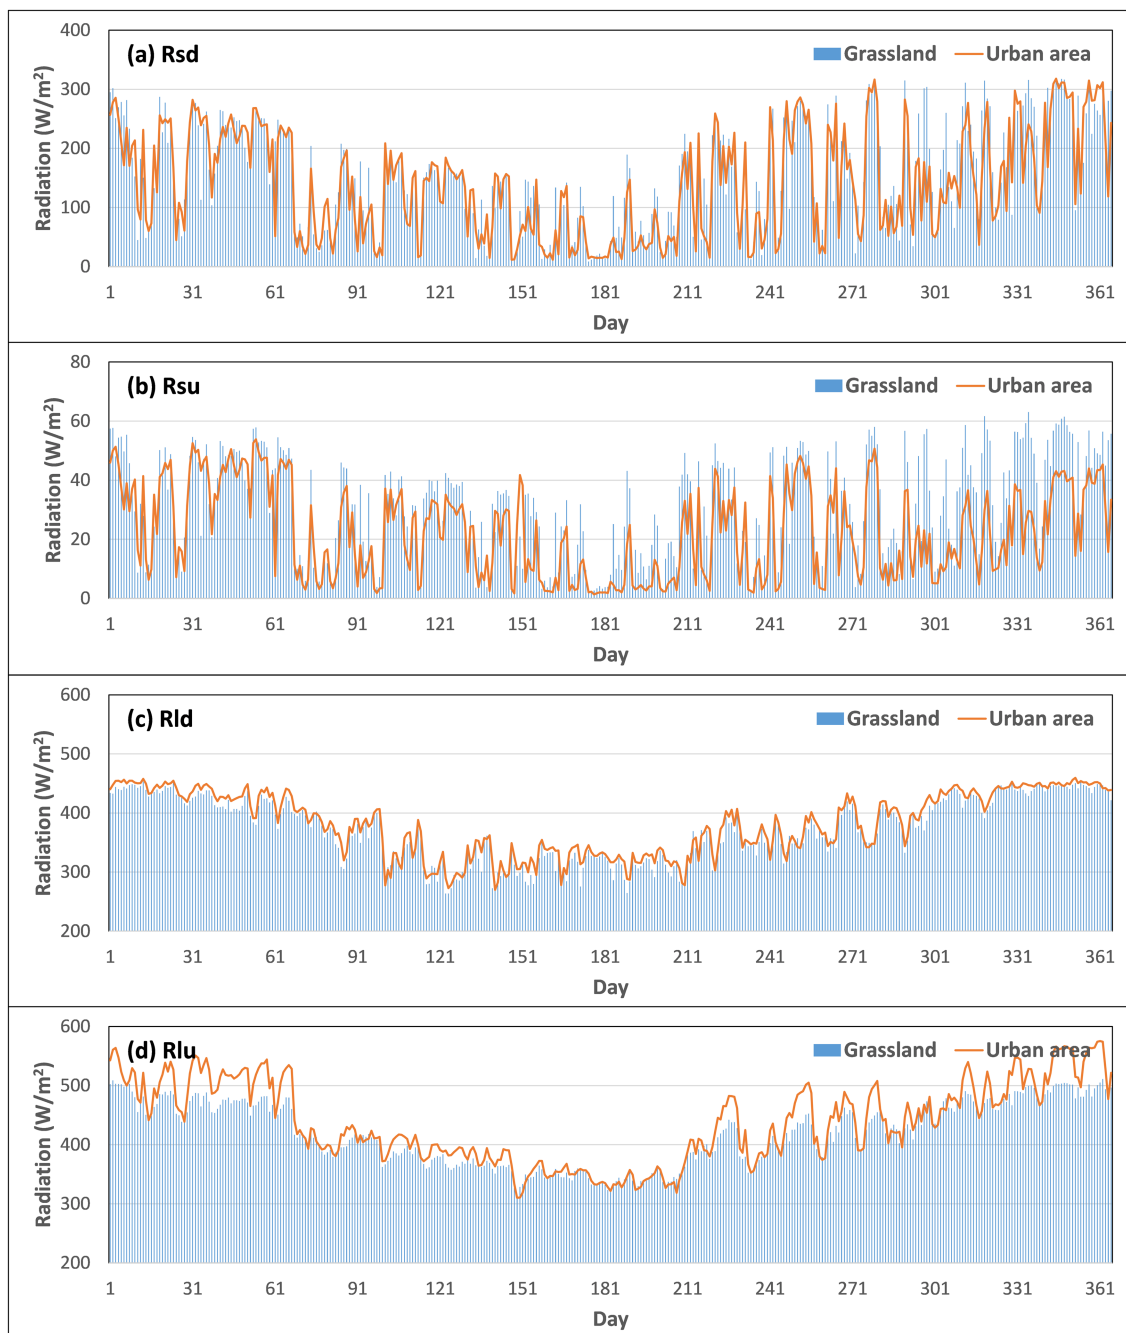 (a) Rsd
Grassland Urban area
Radiation (W/m²)
400
300
200
100
0
1 31 61 91 121 151 181 211 241 271 301 331 361
Day
(b) Rsu
Grassland Urban area
Radiation (W/m²)
80
60
40
20
0
1 31 61 91 121 151 181 211 241 271 301 331 361
Day
(c) Rld
Grassland Urban area
Radiation (W/m²)
600
500
400
300
200
1 31 61 91 121 151 181 211 241 271 301 331 361
Day
(d) Rlu
Grassland Urban area
Radiation (W/m²)
600
500
400
300
200
1 31 61 91 121 151 181 211 241 271 301 331 361
Day